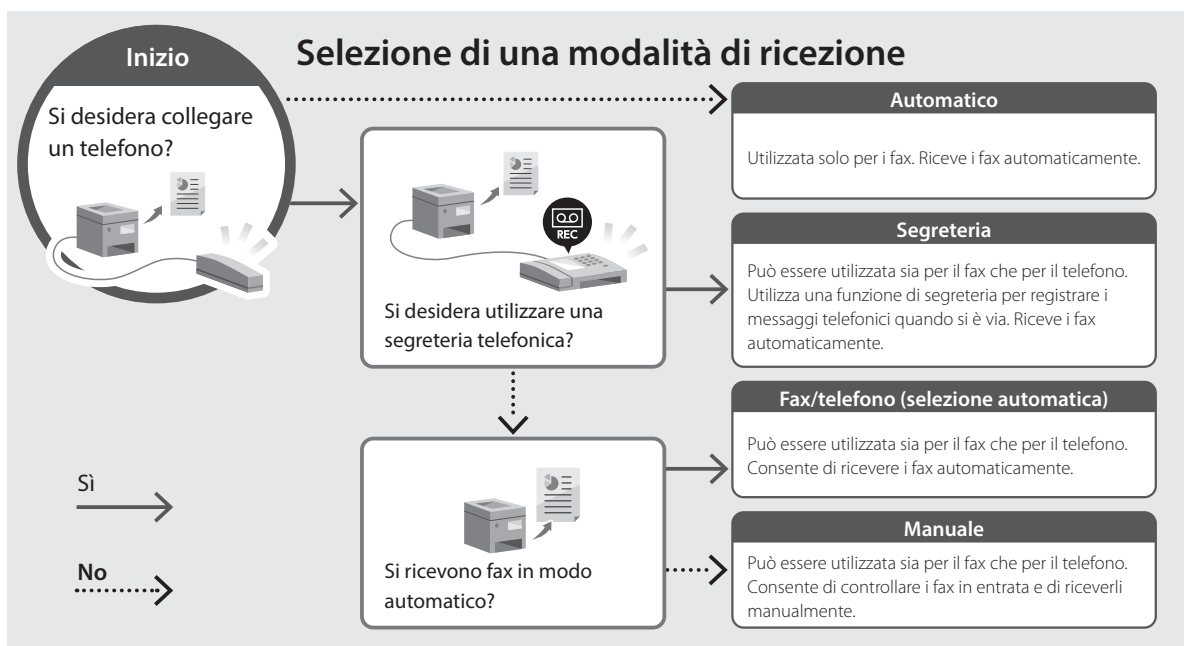 Selezione di una modalità di ricezione
Inizio
Si desidera collegare
un telefono?
REC
Si desidera utilizzare una
segreteria telefonica?
Si ricevono fax in modo
automatico?
Automatico
Utilizzata solo per i fax. Riceve i fax automaticamente.
Segreteria
Può essere utilizzata sia per il fax che per il telefono.
Utilizza una funzione di segreteria per registrare i
messaggi telefonici quando si è via. Riceve i fax
automaticamente.
Fax/telefono (selezione automatica)
Può essere utilizzata sia per il fax che per il telefono.
Consente di ricevere i fax automaticamente.
Manuale
Può essere utilizzata sia per il fax che per il telefono.
Consente di controllare i fax in entrata e di riceverli
manualmente.
Sì
No